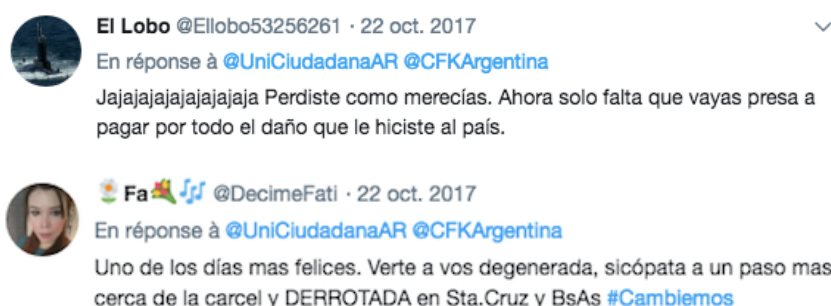 El Lobo @Ellobo53256261 · 22 oct. 2017
En réponse à @UniCiudadanaAR @CFKArgentina
Jajajajajajajajaja Perdiste como merecías. Ahora solo falta que vayas presa a
pagar por todo el daño que le hiciste al país.
Fa @DecimeFati · 22 oct. 2017
En réponse à @UniCiudadanaAR @CFKArgentina
Uno de los días mas felices. Verte a vos degenerada, sicópata a un paso mas
cerca de la carcel y DERROTADA en Sta.Cruz y BsAs #Cambiemos